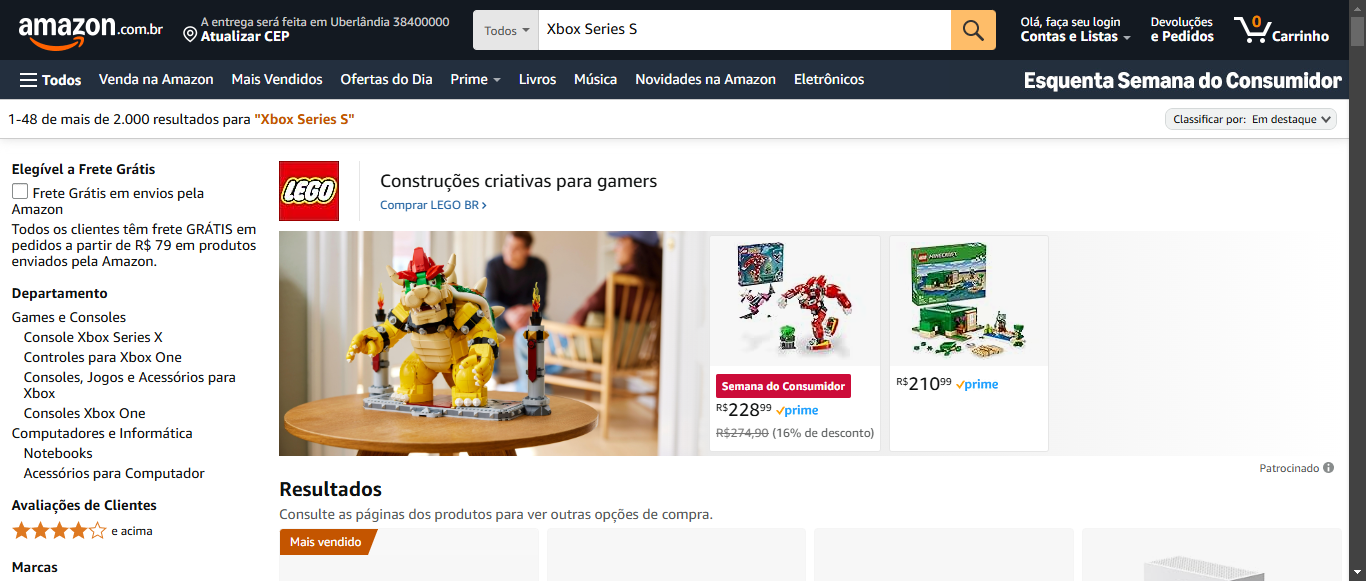 amazon.com.br
A entrega será feita em Uberlândia 38400000
Atualizar CEP
Todos
Xbox Series S
Olá, faça seu login
Contas e Listas
Devoluções
e Pedidos
0
Carrinho
Todos
Venda na Amazon
Mais Vendidos
Ofertas do Dia
Prime
Livros
Música
Novidades na Amazon
Eletrônicos
Esquenta Semana do Consumidor
1-48 de mais de 2.000 resultados para "Xbox Series S"
Classificar por: Em destaque
Elegível a Frete Grátis
Frete Grátis em envios pela
Amazon
Todos os clientes têm frete GRÁTIS em
pedidos a partir de R$ 79 em produtos
enviados pela Amazon.
Departamento
Games e Consoles
Console Xbox Series X
Controles para Xbox One
Consoles, Jogos e Acessórios para
Xbox
Consoles Xbox One
Computadores e Informática
Notebooks
Acessórios para Computador
Avaliações de Clientes
e acima
Marcas
LEGO
Construções criativas para gamers
Comprar LEGO BR ›
Semana do Consumidor
R$22899 prime
R$274,90 (16% de desconto)
MINECRAFT
R$21099 prime
Patrocinado
Resultados
Consulte as páginas dos produtos para ver outras opções de compra.
Mais vendido